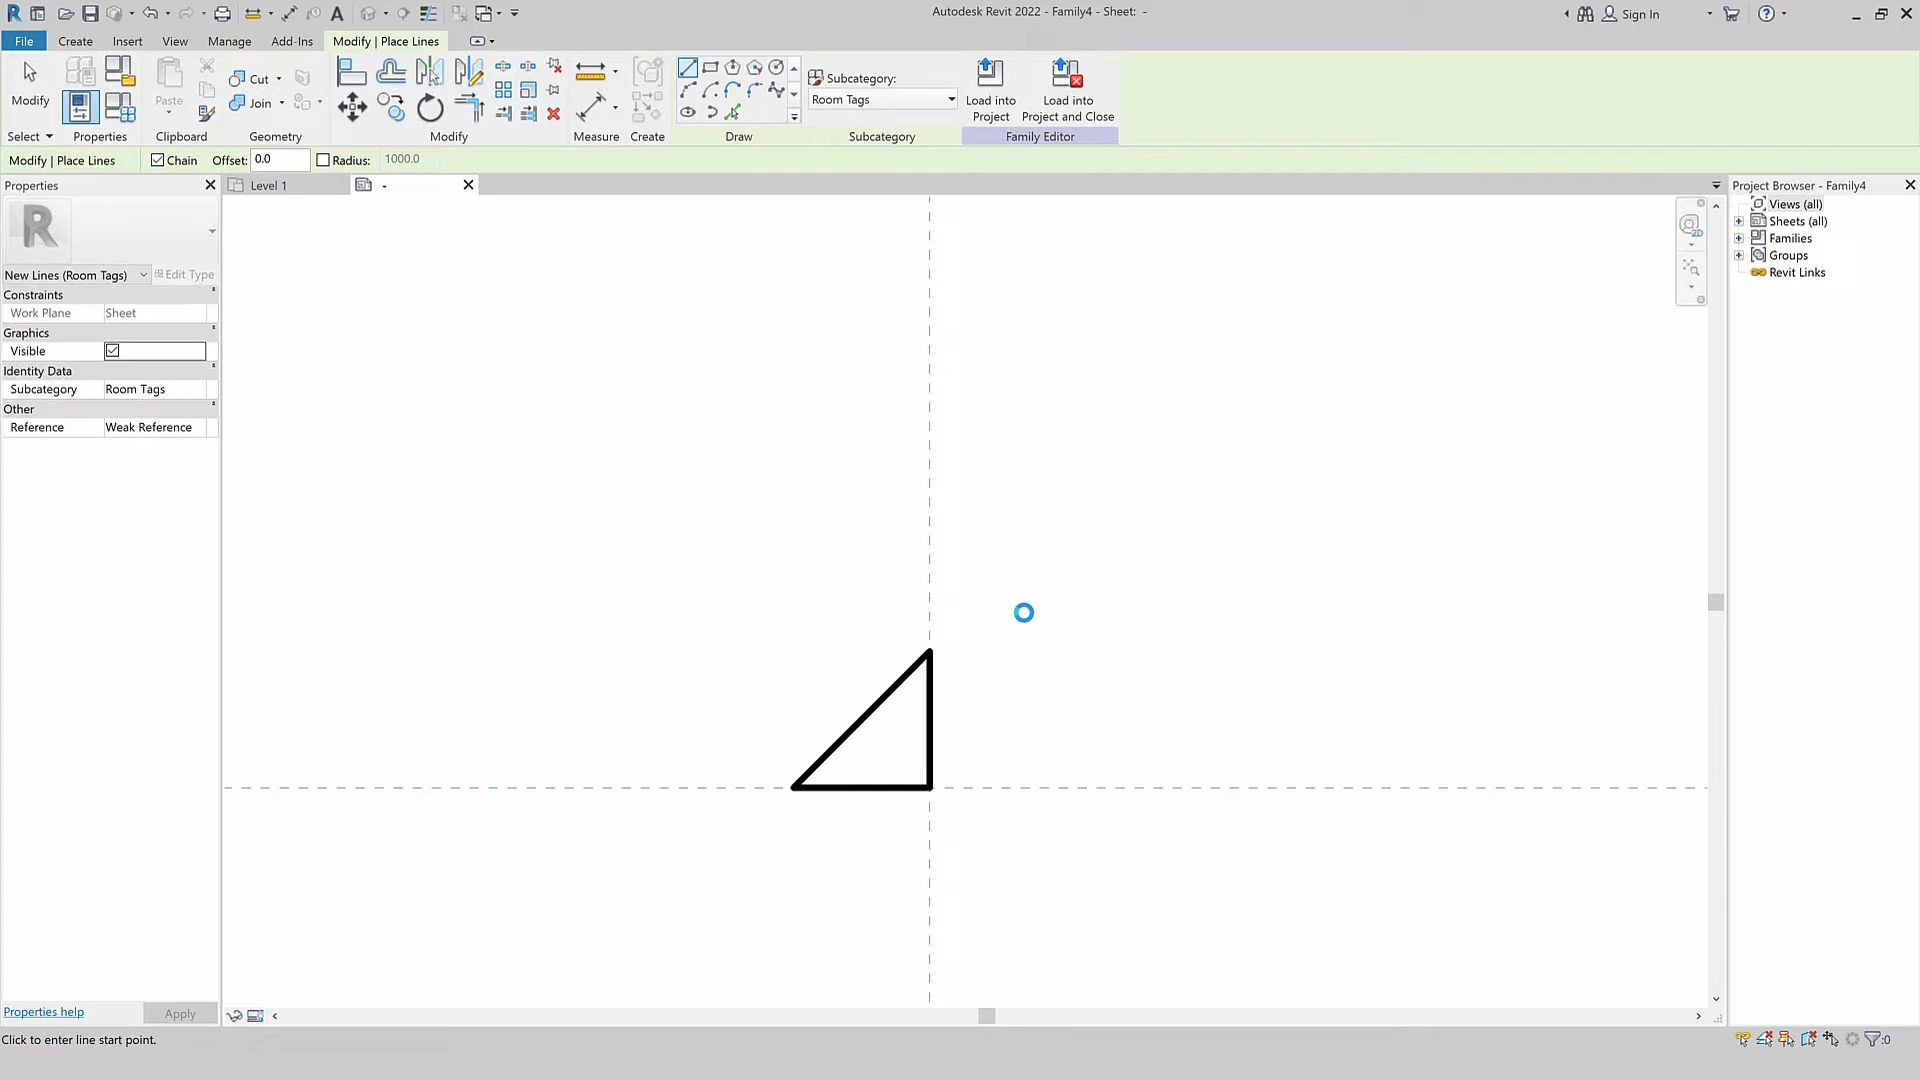 Autodesk Revit 2022 - Family4 - Sheet: -
Sign In
File
Create
Insert
View
Manage
Add-Ins
Modify | Place Lines
Modify
Select
Properties
Paste
Clipboard
Cut
Join
Geometry
Modify
Measure
Create
Draw
Subcategory:
Room Tags
Subcategory
Load into
Project
Load into
Project and Close
Family Editor
Modify | Place Lines
Chain
Offset: 0.0
Radius: 1000.0
Properties
Level 1
-
Project Browser - Family4
Views (all)
Sheets (all)
Families
Groups
Revit Links
R
New Lines (Room Tags)
Edit Type
Constraints
Work Plane Sheet
Graphics
Visible
Identity Data
Subcategory Room Tags
Other
Reference Weak Reference
2D
Properties help
Apply
Click to enter line start point.
:0